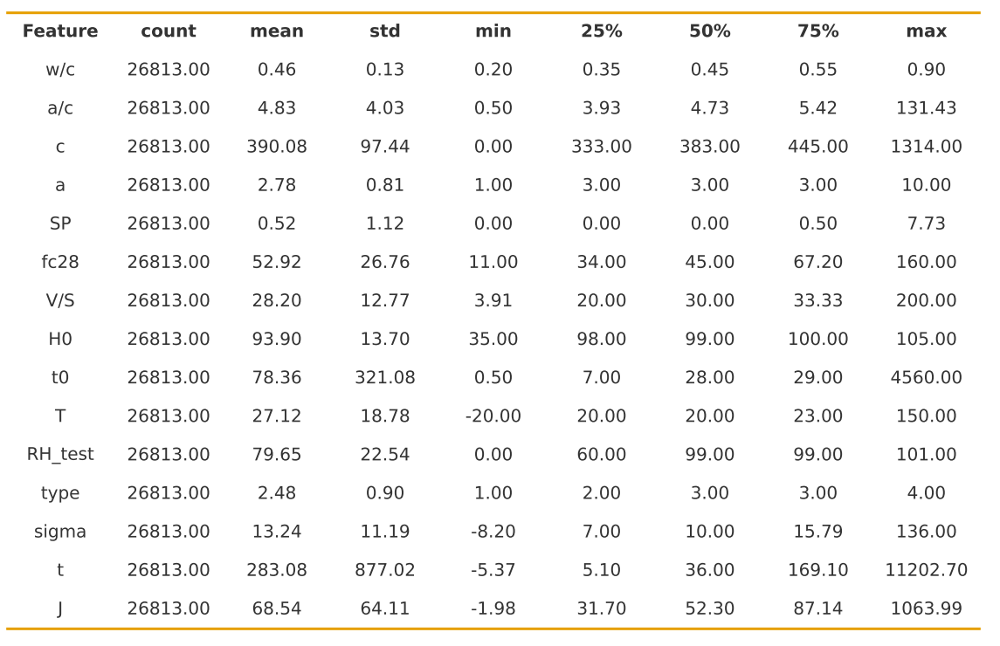 Feature count mean std min 25% 50% 75% max
w/c 26813.00 0.46 0.13 0.20 0.35 0.45 0.55 0.90
a/c 26813.00 4.83 4.03 0.50 3.93 4.73 5.42 131.43
c 26813.00 390.08 97.44 0.00 333.00 383.00 445.00 1314.00
a 26813.00 2.78 0.81 1.00 3.00 3.00 3.00 10.00
SP 26813.00 0.52 1.12 0.00 0.00 0.00 0.50 7.73
fc28 26813.00 52.92 26.76 11.00 34.00 45.00 67.20 160.00
V/S 26813.00 28.20 12.77 3.91 20.00 30.00 33.33 200.00
H0 26813.00 93.90 13.70 35.00 98.00 99.00 100.00 105.00
t0 26813.00 78.36 321.08 0.50 7.00 28.00 29.00 4560.00
T 26813.00 27.12 18.78 -20.00 20.00 20.00 23.00 150.00
RH_test 26813.00 79.65 22.54 0.00 60.00 99.00 99.00 101.00
type 26813.00 2.48 0.90 1.00 2.00 3.00 3.00 4.00
sigma 26813.00 13.24 11.19 -8.20 7.00 10.00 15.79 136.00
t 26813.00 283.08 877.02 -5.37 5.10 36.00 169.10 11202.70
J 26813.00 68.54 64.11 -1.98 31.70 52.30 87.14 1063.99